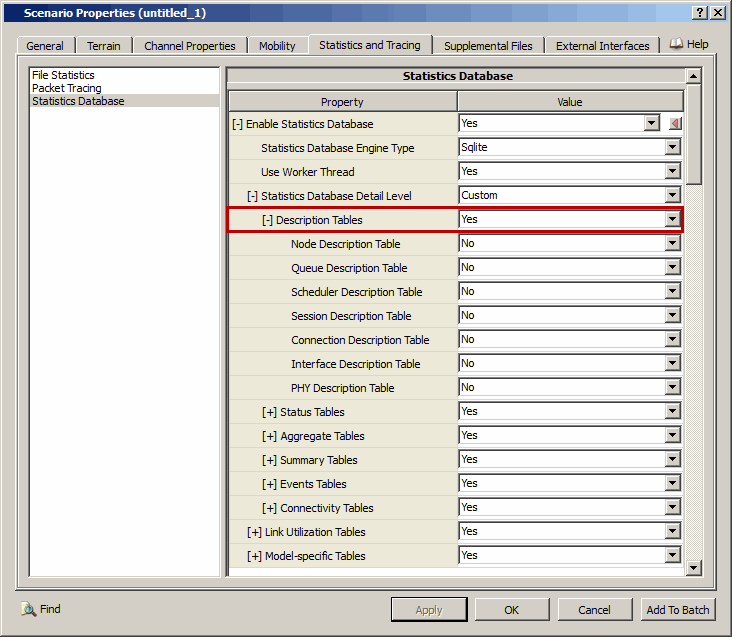 Scenario Properties (untitled_1)
General Terrain Channel Properties Mobility Statistics and Tracing Supplemental Files External Interfaces Help
File Statistics
Packet Tracing
Statistics Database
Statistics Database
Property Value
[-] Enable Statistics Database Yes
Statistics Database Engine Type Sqlite
Use Worker Thread Yes
[-] Statistics Database Detail Level Custom
[-] Description Tables Yes
Node Description Table No
Queue Description Table No
Scheduler Description Table No
Session Description Table No
Connection Description Table No
Interface Description Table No
PHY Description Table No
[+] Status Tables Yes
[+] Aggregate Tables Yes
[+] Summary Tables Yes
[+] Events Tables Yes
[+] Connectivity Tables Yes
[+] Link Utilization Tables Yes
[+] Model-specific Tables Yes
Find Apply OK Cancel Add To Batch